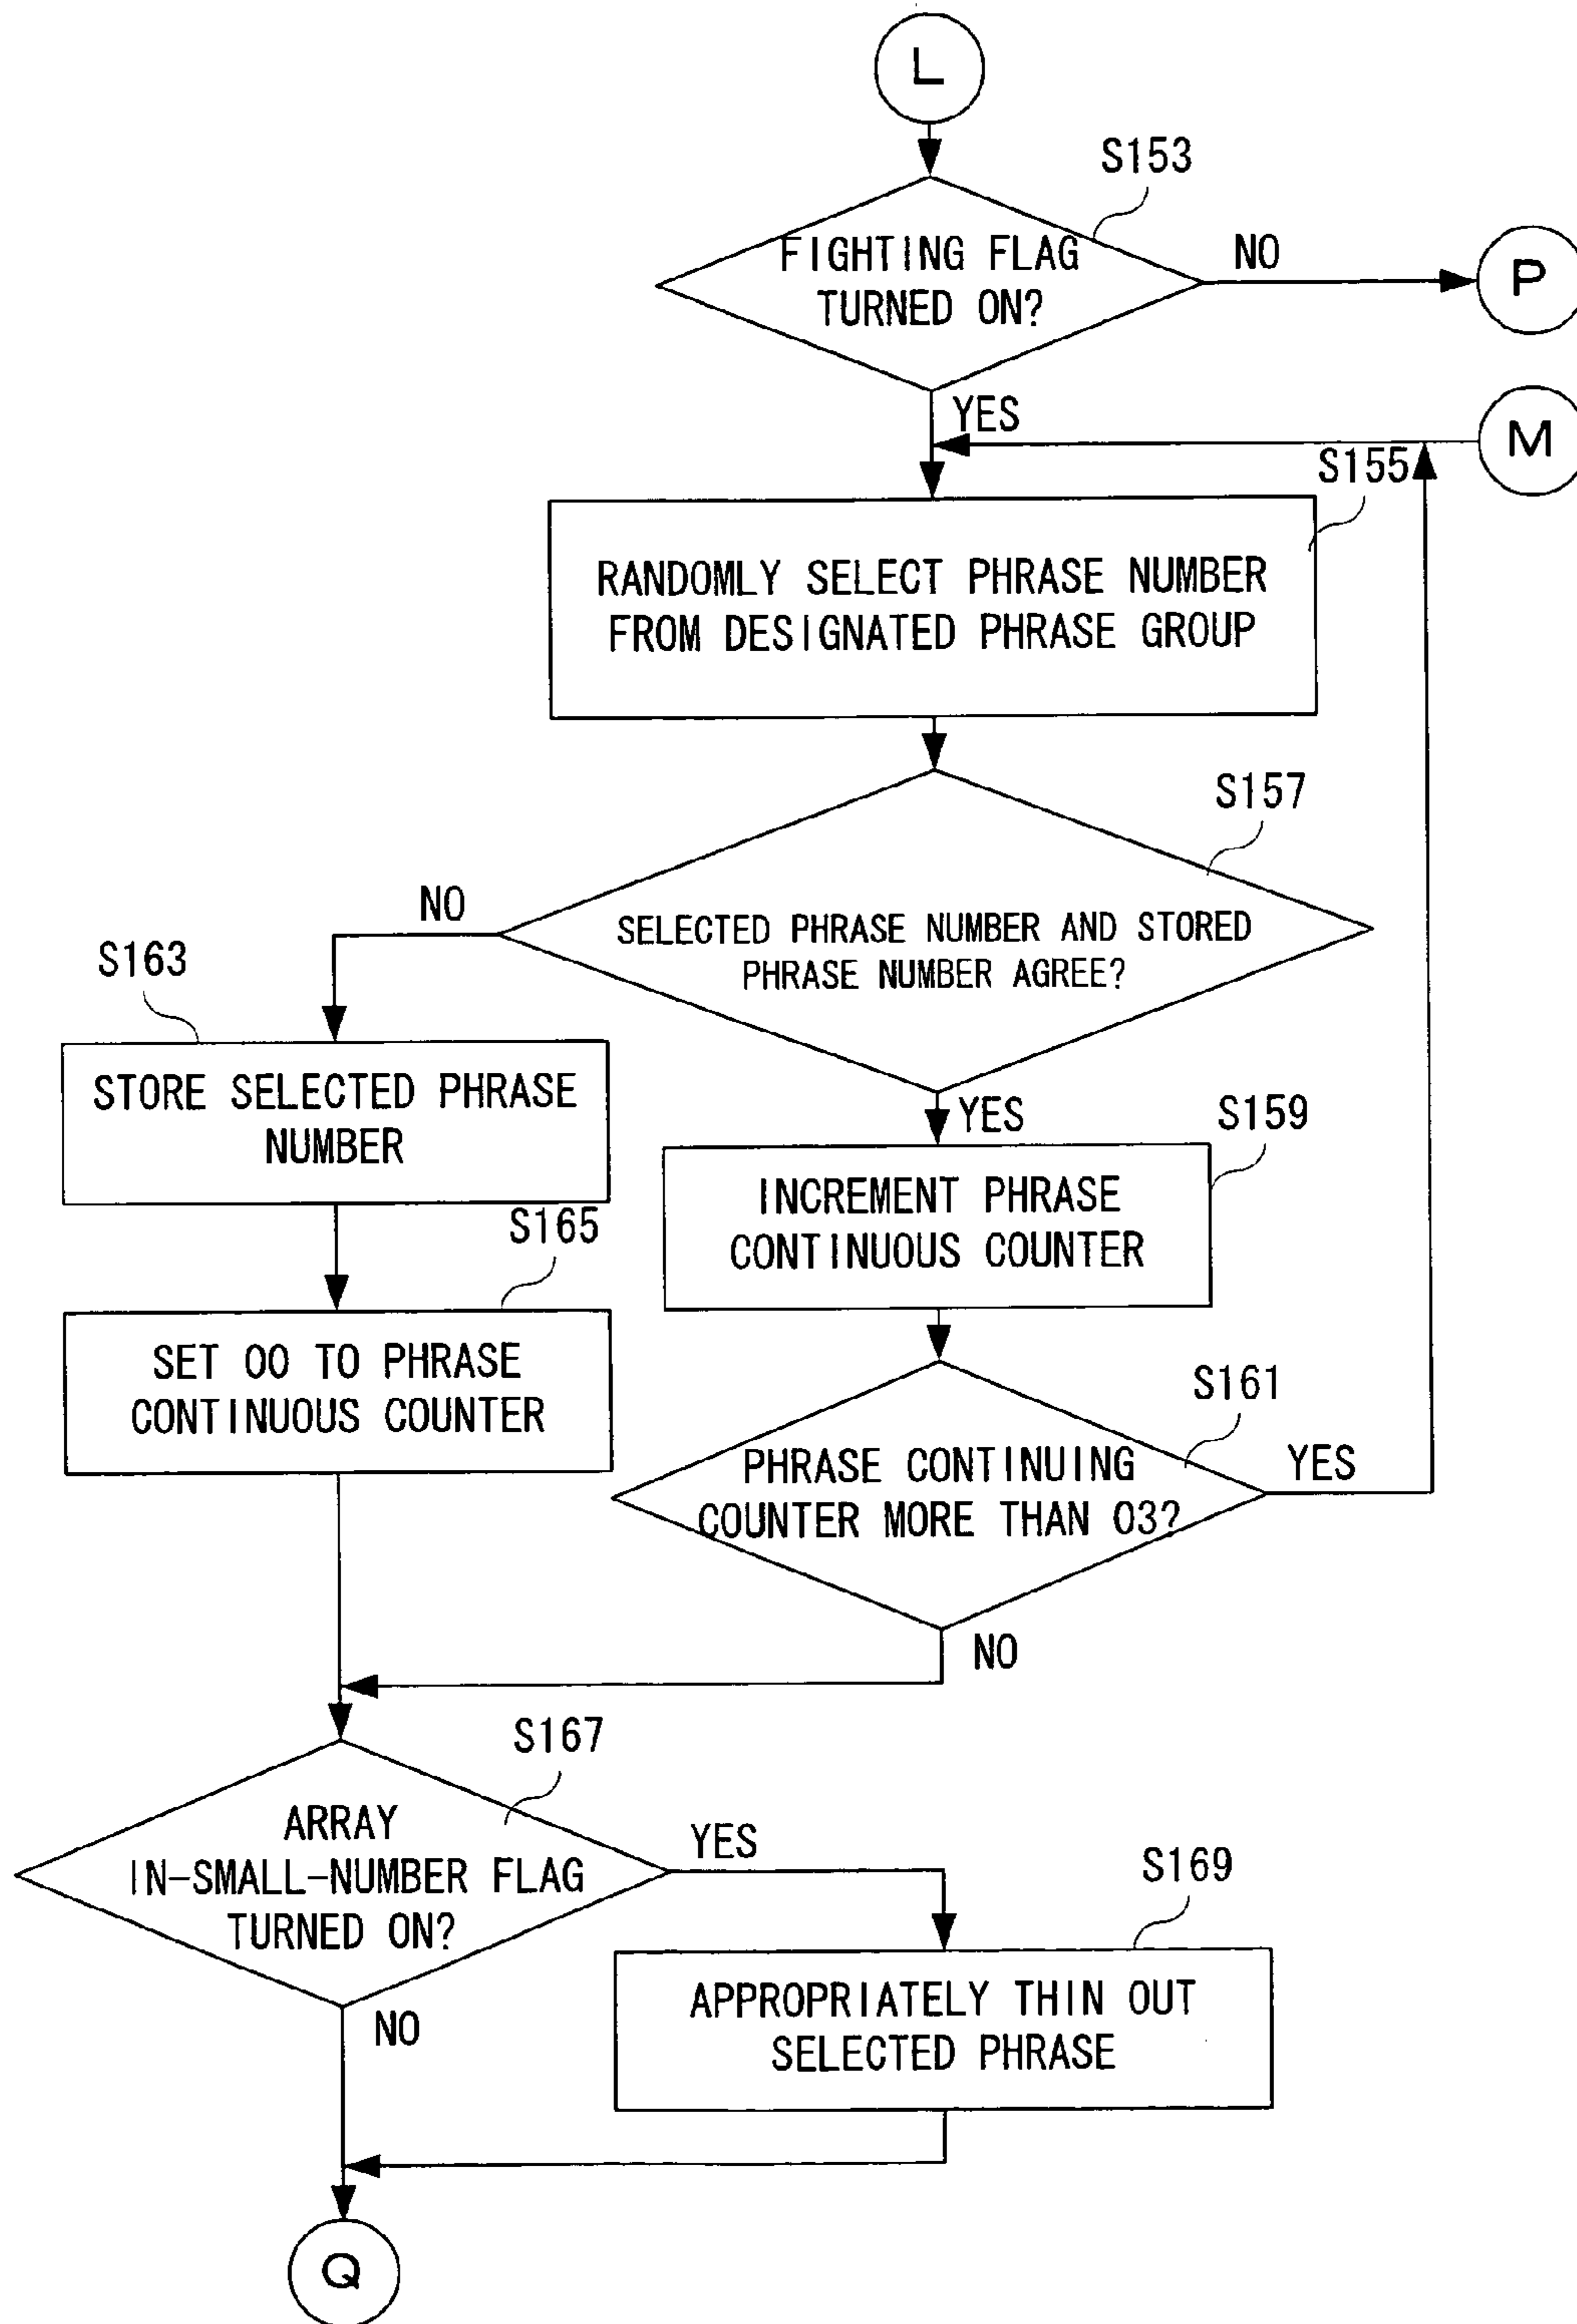 L
S153
FIGHTING FLAG
TURNED ON?
NO
P
YES
M
S155
RANDOMLY SELECT PHRASE NUMBER
FROM DESIGNATED PHRASE GROUP
S157
NO
SELECTED PHRASE NUMBER AND STORED
PHRASE NUMBER AGREE?
S163
STORE SELECTED PHRASE
NUMBER
YES
S159
INCREMENT PHRASE
CONTINUOUS COUNTER
S165
SET 00 TO PHRASE
CONTINUOUS COUNTER
S161
PHRASE CONTINUING
COUNTER MORE THAN 03?
YES
NO
S167
ARRAY
IN-SMALL-NUMBER FLAG
TURNED ON?
YES
S169
APPROPRIATELY THIN OUT
SELECTED PHRASE
NO
Q